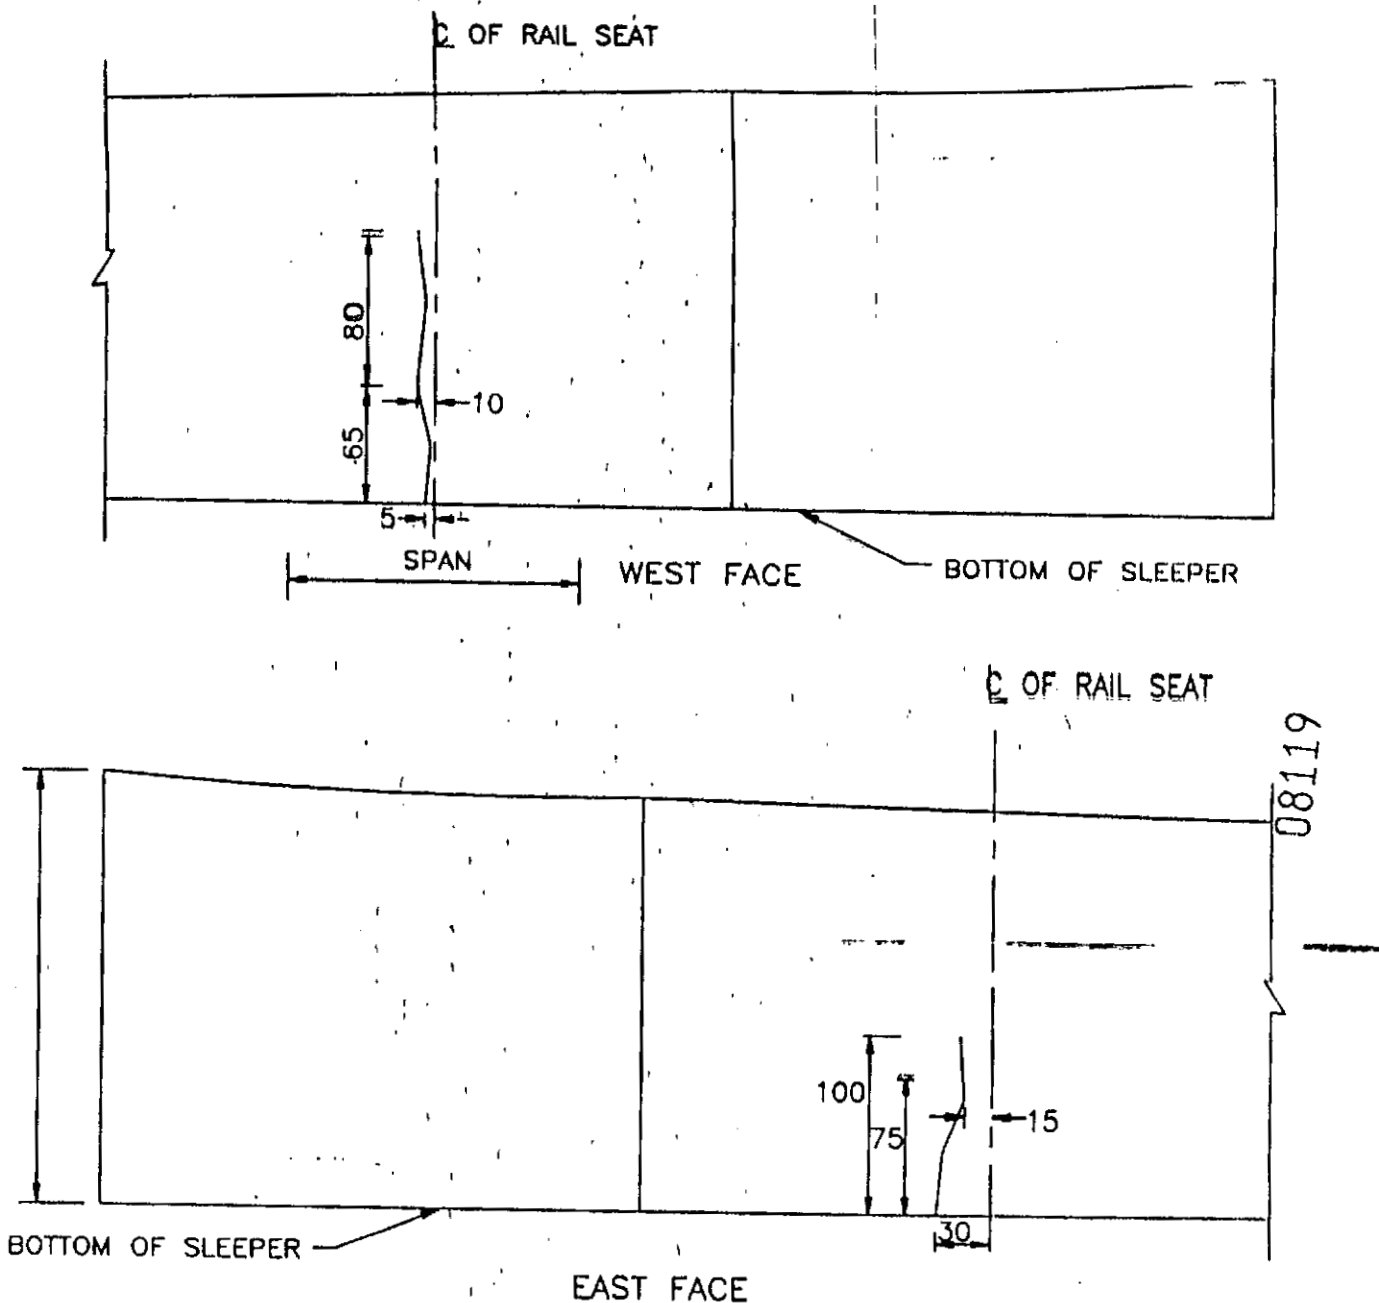 ℄ OF RAIL SEAT
80
10
65
5
SPAN
WEST FACE
BOTTOM OF SLEEPER
℄ OF RAIL SEAT
08119
100
75
15
30
BOTTOM OF SLEEPER
EAST FACE